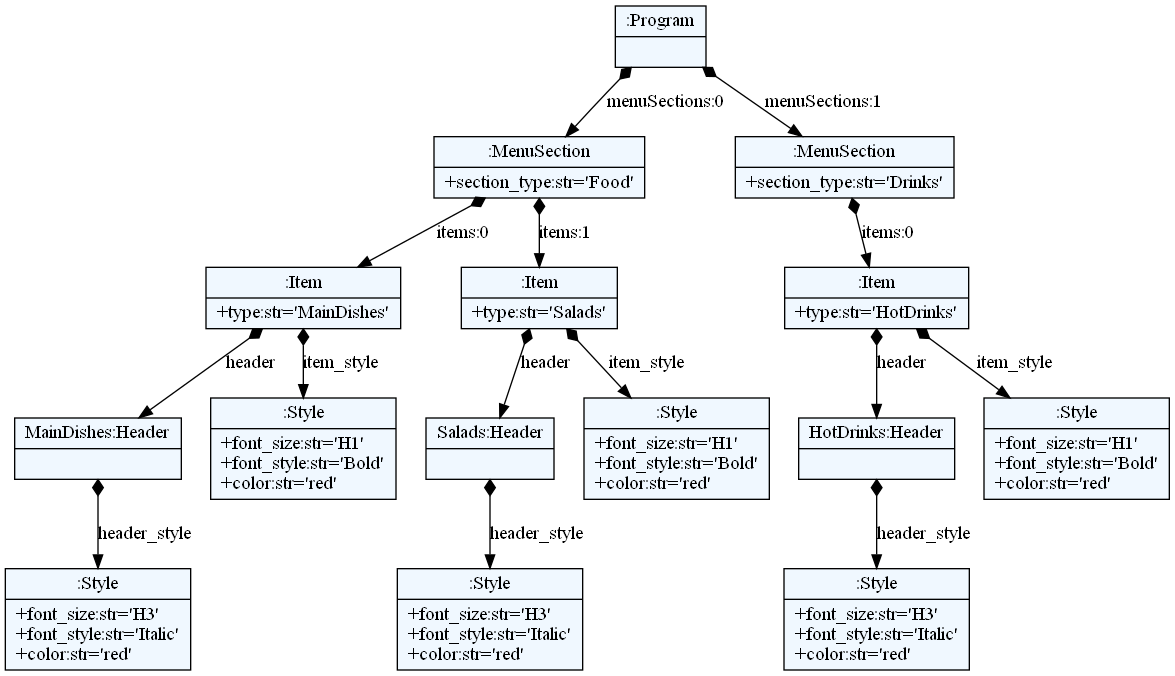 :Program
menuSections:0
menuSections:1
:MenuSection
+section_type:str='Food'
:MenuSection
+section_type:str='Drinks'
items:0
items:1
items:0
:Item
+type:str='MainDishes'
:Item
+type:str='Salads'
:Item
+type:str='HotDrinks'
header
item_style
header
item_style
header
item_style
MainDishes:Header
:Style
+font_size:str='H1'
+font_style:str='Bold'
+color:str='red'
Salads:Header
:Style
+font_size:str='H1'
+font_style:str='Bold'
+color:str='red'
HotDrinks:Header
:Style
+font_size:str='H1'
+font_style:str='Bold'
+color:str='red'
header_style
header_style
header_style
:Style
+font_size:str='H3'
+font_style:str='Italic'
+color:str='red'
:Style
+font_size:str='H3'
+font_style:str='Italic'
+color:str='red'
:Style
+font_size:str='H3'
+font_style:str='Italic'
+color:str='red'